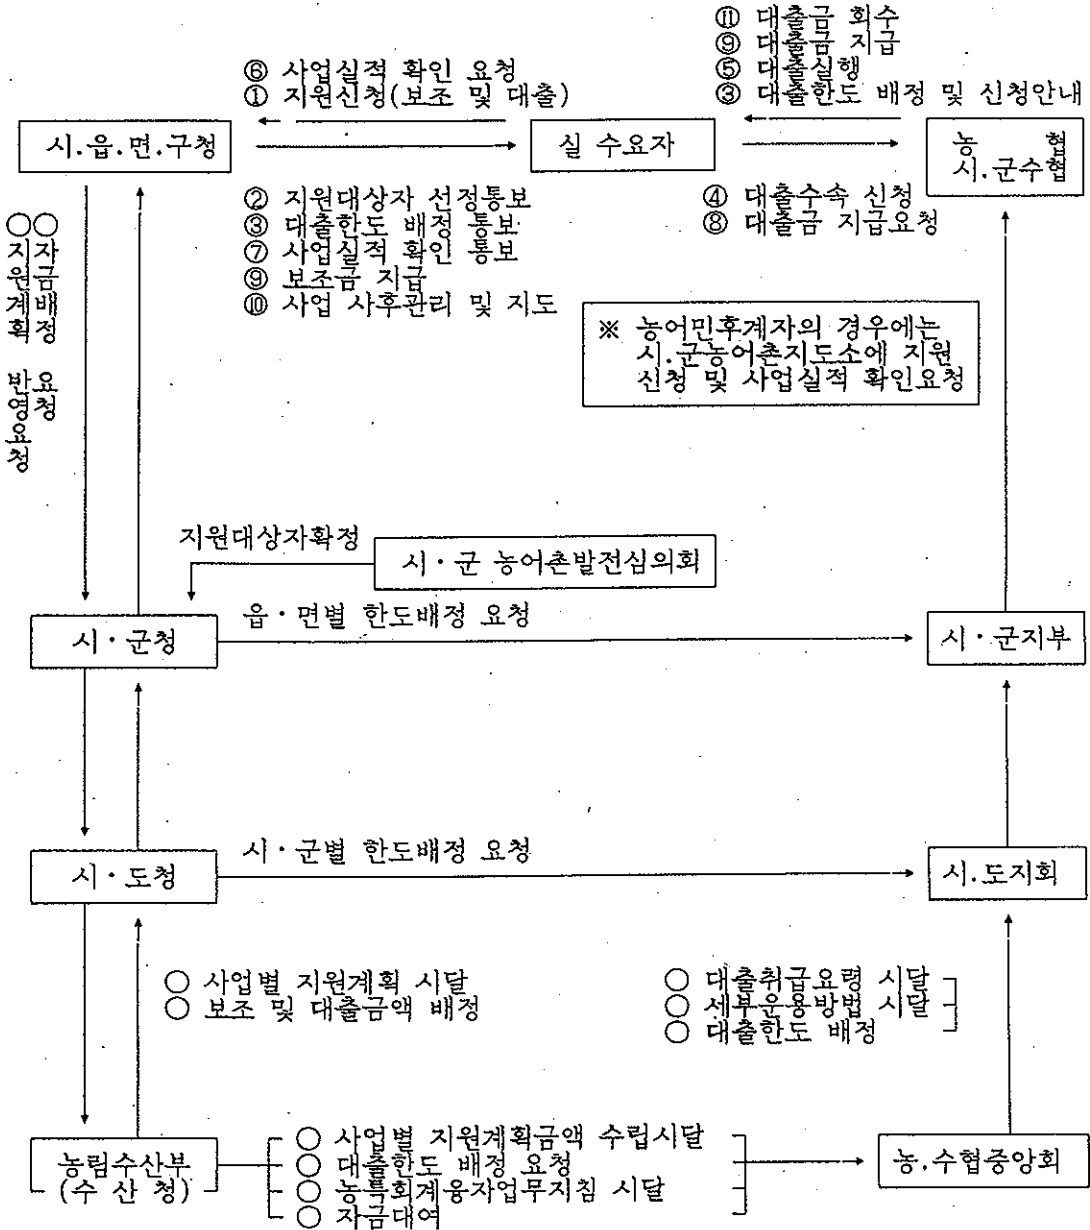 ⑪ 대출금 회수
⑨ 대출금 지급
⑤ 대출실행
③ 대출한도 배정 및 신청안내
⑥ 사업실적 확인 요청
① 지원신청(보조 및 대출)
시.읍.면.구청
실 수요자
농 협
시.군수협
② 지원대상자 선정통보
③ 대출한도 배정 통보
⑦ 사업실적 확인 통보
⑨ 보조금 지급
⑩ 사업 사후관리 및 지도
④ 대출수속 신청
⑧ 대출금 지급요청
○ 지원계획 반영요청
○ 자금배정 요청
※ 농어민후계자의 경우에는
시.군농어촌지도소에 지원
신청 및 사업실적 확인요청
지원대상자확정
시·군 농어촌발전심의회
읍·면별 한도배정 요청
시·군청
시·군지부
시·군별 한도배정 요청
시·도청
시.도지회
○ 사업별 지원계획 시달
○ 보조 및 대출금액 배정
○ 대출취급요령 시달
○ 세부운용방법 시달
○ 대출한도 배정
농림수산부
(수 산 청)
○ 사업별 지원계획금액 수립시달
○ 대출한도 배정 요청
○ 농특회계융자업무지침 시달
○ 자금대여
농.수협중앙회